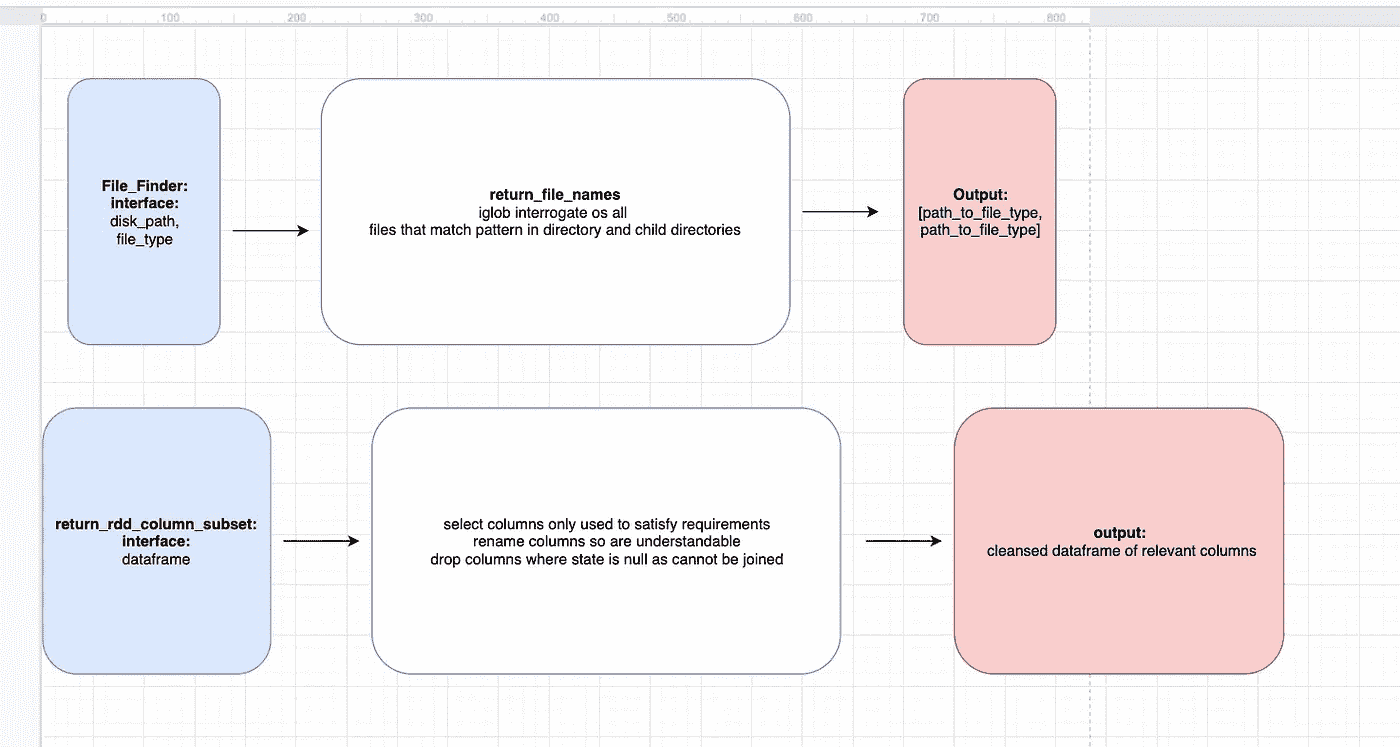 0 100 200 300 400 500 600 700 800
File_Finder:
interface:
disk_path,
file_type
return_file_names
iglob interrogate os all
files that match pattern in directory and child directories
Output:
[path_to_file_type,
path_to_file_type]
return_rdd_column_subset:
interface:
dataframe
select columns only used to satisfy requirements
rename columns so are understandable
drop columns where state is null as cannot be joined
output:
cleansed dataframe of relevant columns